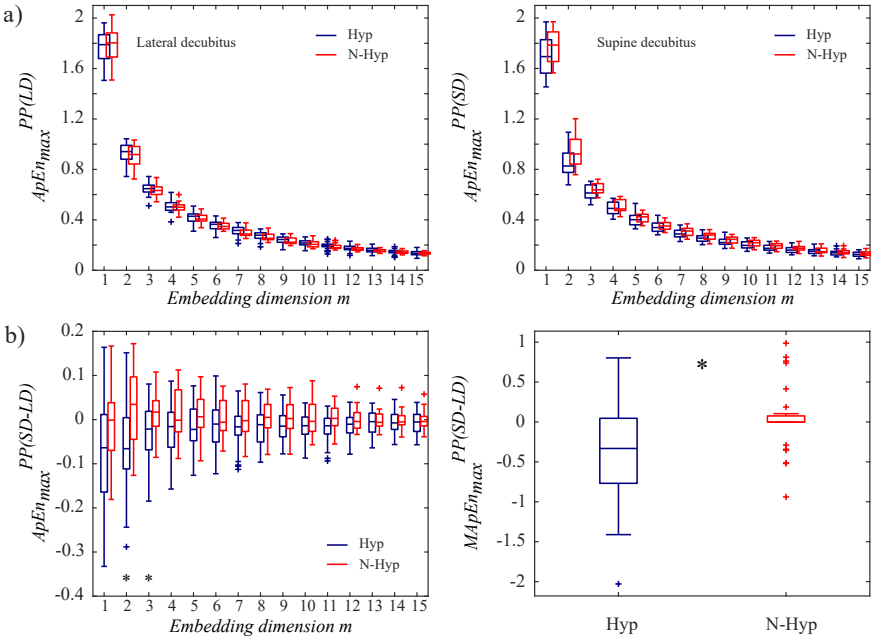 a)
Lateral decubitus
Hyp
N-Hyp
2
1.6
1.2
0.8
0.4
0
ApEn_max PP(LD)
1 2 3 4 5 6 7 8 9 10 11 12 13 14 15
Embedding dimension m
Supine decubitus
Hyp
N-Hyp
2
1.6
1.2
0.8
0.4
0
ApEn_max PP(SD)
1 2 3 4 5 6 7 8 9 10 11 12 13 14 15
Embedding dimension m
b)
0.2
0.1
0
-0.1
-0.2
-0.3
-0.4
ApEn_max PP(SD-LD)
Hyp
N-Hyp
* *
1 2 3 4 5 6 7 8 9 10 11 12 13 14 15
Embedding dimension m
1
0.5
0
-0.5
-1
-1.5
-2
MApEn_max PP(SD-LD)
*
Hyp N-Hyp